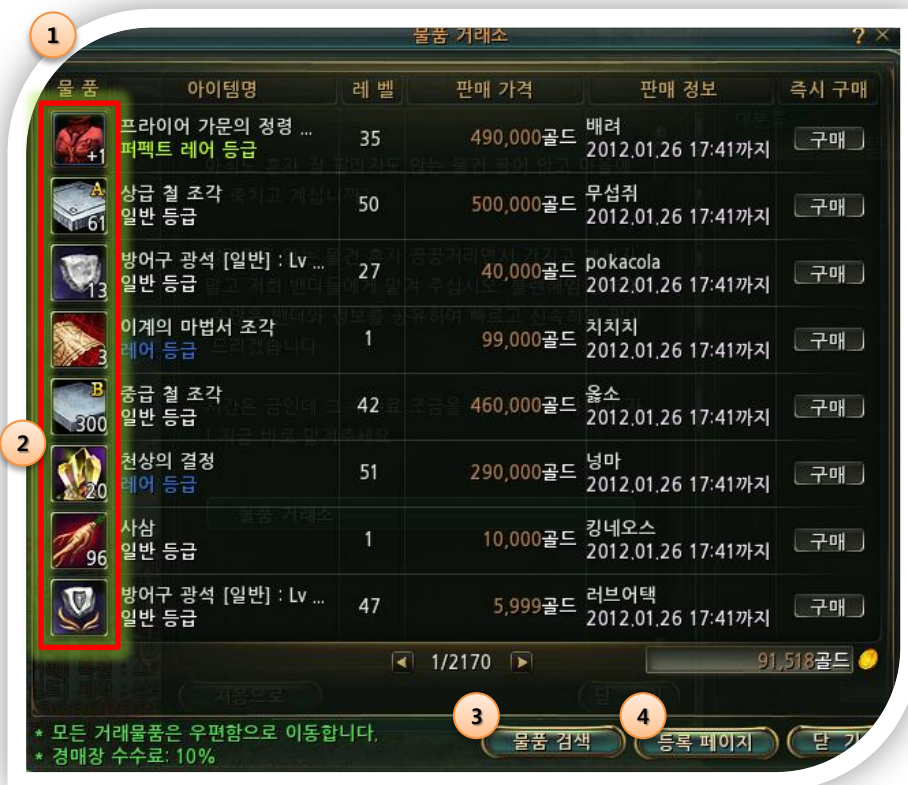 1
물품 거래소
? ×
물 품 아이템명 레 벨 판매 가격 판매 정보 즉시 구매
+1 프라이어 가문의 정령 ... 35 490,000골드 배려 구매
퍼펙트 레어 등급 2012.01.26 17:41까지
A 61 상급 철 조각 50 500,000골드 무섭쥐 구매
일반 등급 2012.01.26 17:41까지
13 방어구 광석 [일반] : Lv ... 27 40,000골드 pokacola 구매
일반 등급 2012.01.26 17:41까지
3 이계의 마법서 조각 1 99,000골드 치치치 구매
레어 등급 2012.01.26 17:41까지
B 300 중급 철 조각 42 460,000골드 옳소 구매
일반 등급 2012.01.26 17:41까지
2
20 천상의 결정 51 290,000골드 넝마 구매
레어 등급 2012.01.26 17:41까지
물품 거래소
96 사삼 1 10,000골드 킹네오스 구매
일반 등급 2012.01.26 17:41까지
방어구 광석 [일반] : Lv ... 47 5,999골드 러브어택 구매
일반 등급 2012.01.26 17:41까지
1/2170 91,518골드
처음으로
3 4
* 모든 거래물품은 우편함으로 이동합니다.
물품 검색 등록 페이지 닫 기
* 경매장 수수료: 10%